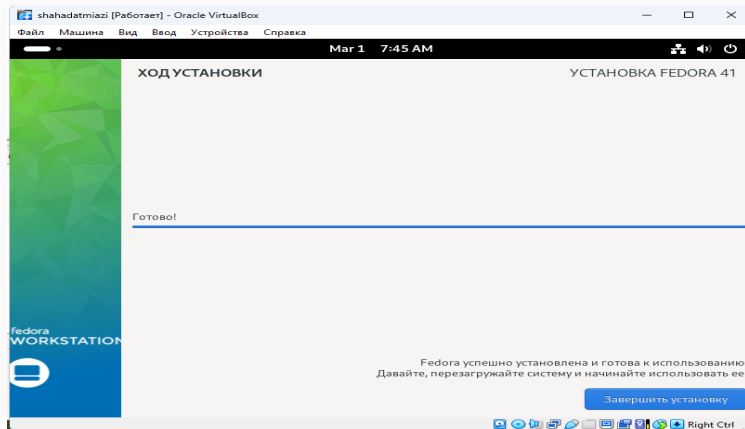 shahadatmiazi [Работает] - Oracle VirtualBox
Файл Машина Вид Ввод Устройства Справка
Mar 1 7:45 AM
ХОД УСТАНОВКИ УСТАНОВКА FEDORA 41
Готово!
fedora
WORKSTATION
Fedora успешно установлена и готова к использованию
Давайте, перезагружайте систему и начинайте использовать ее
Завершить установку
Right Ctrl